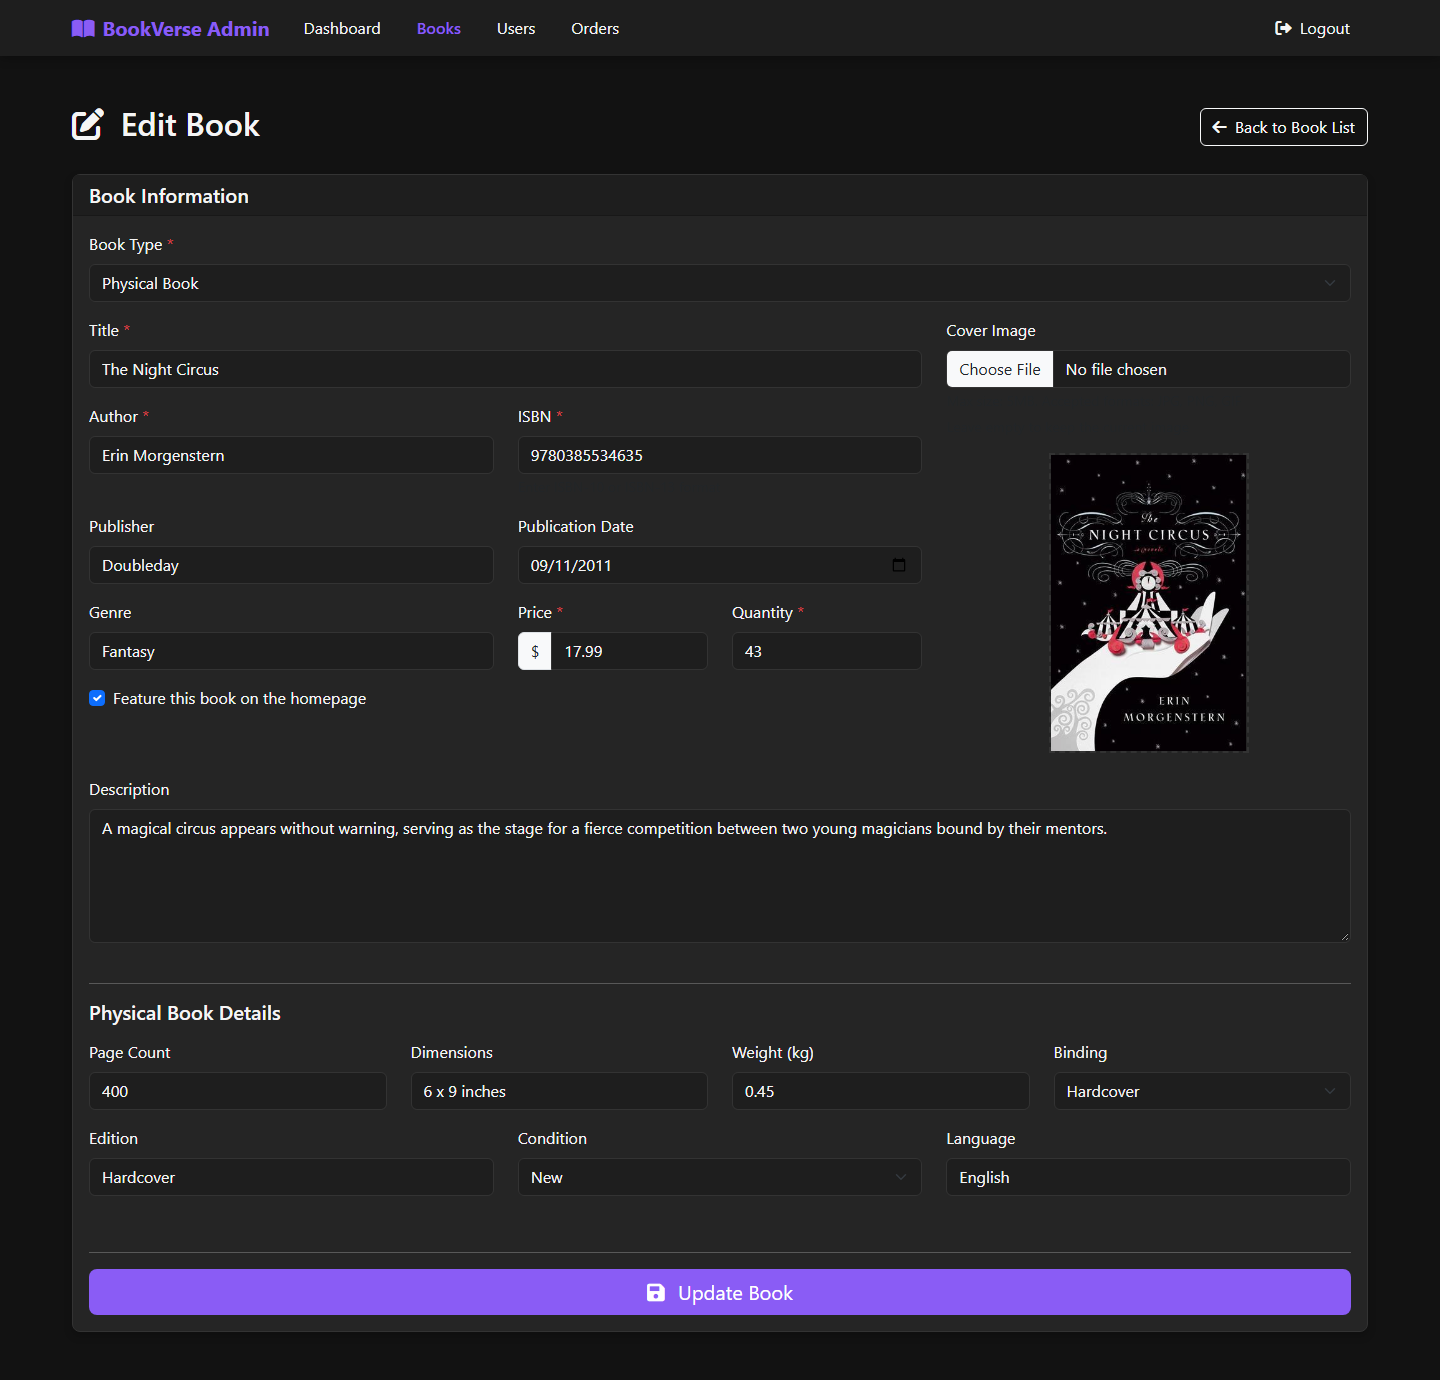 BookVerse Admin
Dashboard
Books
Users
Orders
Logout
Edit Book
Back to Book List
Book Information
Book Type *
Physical Book
Title *
The Night Circus
Cover Image
Choose File No file chosen
Author *
Erin Morgenstern
ISBN *
9780385534635
Publisher
Doubleday
Publication Date
09/11/2011
Genre
Fantasy
Price *
$ 17.99
Quantity *
43
Feature this book on the homepage
The
NIGHT CIRCUS
a novel
ERIN
MORGENSTERN
Description
A magical circus appears without warning, serving as the stage for a fierce competition between two young magicians bound by their mentors.
Physical Book Details
Page Count
400
Dimensions
6 x 9 inches
Weight (kg)
0.45
Binding
Hardcover
Edition
Hardcover
Condition
New
Language
English
Update Book